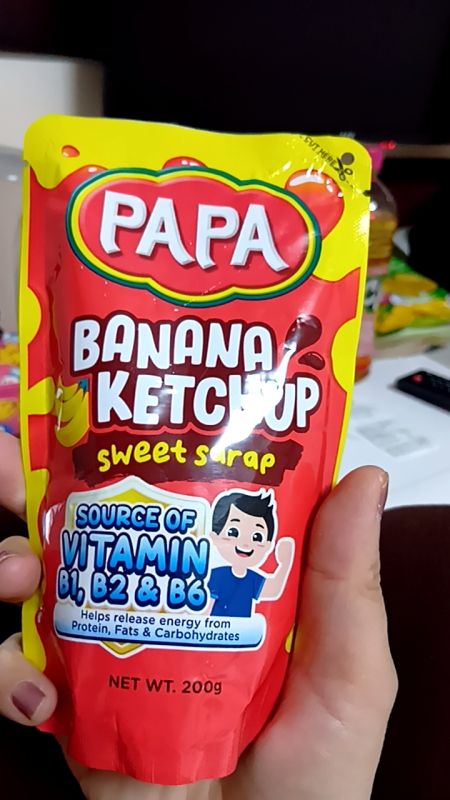 PAPA
BANANA
KETCHUP
sweet sarap
SOURCE OF
VITAMIN
B1, B2 & B6
Helps release energy from
Protein, Fats & Carbohydrates
NET WT. 200g